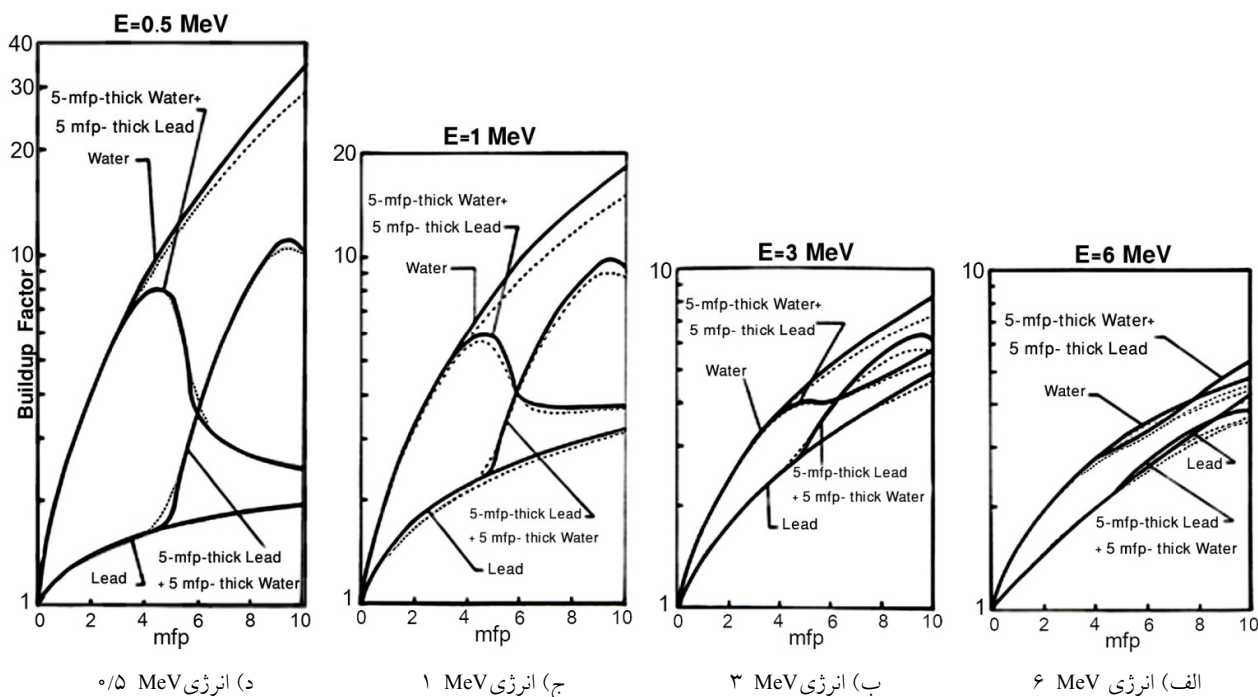 E=0.5 MeV
Buildup Factor
40
30
20
10
1
5-mfp-thick Water+
5 mfp- thick Lead
Water
Lead
5-mfp-thick Lead
+ 5 mfp- thick Water
0 2 4 6 8 10
mfp
د) انرژی MeV ۰/۵
E=1 MeV
20
10
1
5-mfp-thick Water+
5 mfp- thick Lead
Water
5-mfp-thick Lead
+ 5 mfp- thick Water
Lead
0 2 4 6 8 10
mfp
ج) انرژی MeV ۱
E=3 MeV
10
1
5-mfp-thick Water+
5 mfp- thick Lead
Water
5-mfp-thick Lead
+ 5 mfp- thick Water
Lead
0 2 4 6 8 10
mfp
ب) انرژی MeV ۳
E=6 MeV
10
1
5-mfp-thick Water+
5 mfp- thick Lead
Water
Lead
5-mfp-thick Lead
+ 5 mfp- thick Water
0 2 4 6 8 10
mfp
الف) انرژی MeV ۶